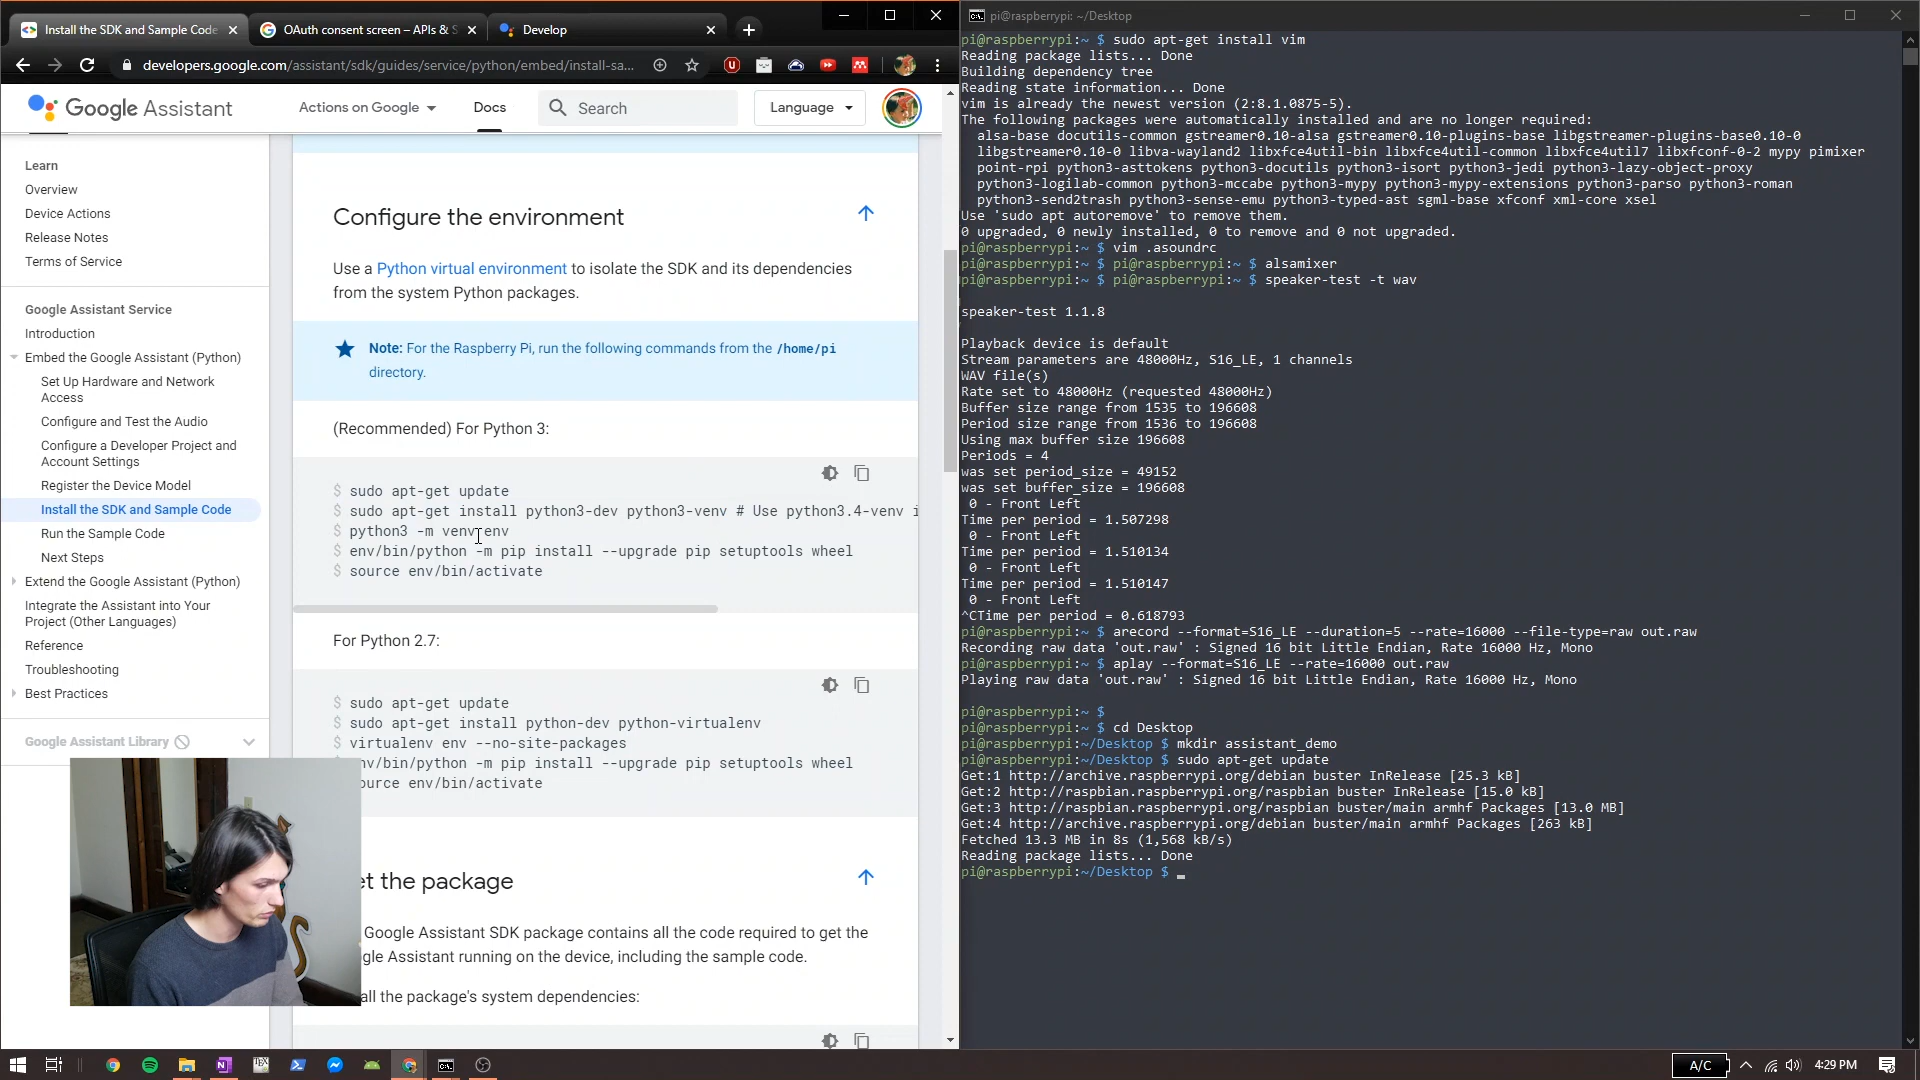 Install the SDK and Sample Code
OAuth consent screen – APIs & S
Develop
developers.google.com/assistant/sdk/guides/service/python/embed/install-sa...
Google Assistant
Actions on Google
Docs
Search
Language
Learn
Overview
Device Actions
Release Notes
Terms of Service
Google Assistant Service
Introduction
Embed the Google Assistant (Python)
Set Up Hardware and Network
Access
Configure and Test the Audio
Configure a Developer Project and
Account Settings
Register the Device Model
Install the SDK and Sample Code
Run the Sample Code
Next Steps
Extend the Google Assistant (Python)
Integrate the Assistant into Your
Project (Other Languages)
Reference
Troubleshooting
Best Practices
Google Assistant Library
Configure the environment
Use a Python virtual environment to isolate the SDK and its dependencies
from the system Python packages.
Note: For the Raspberry Pi, run the following commands from the /home/pi
directory.
(Recommended) For Python 3:
$ sudo apt-get update
$ sudo apt-get install python3-dev python3-venv # Use python3.4-venv i
$ python3 -m venv env
$ env/bin/python -m pip install --upgrade pip setuptools wheel
$ source env/bin/activate
For Python 2.7:
$ sudo apt-get update
$ sudo apt-get install python-dev python-virtualenv
$ virtualenv env --no-site-packages
nv/bin/python -m pip install --upgrade pip setuptools wheel
ource env/bin/activate
et the package
Google Assistant SDK package contains all the code required to get the
gle Assistant running on the device, including the sample code.
all the package's system dependencies:
pi@raspberrypi: ~/Desktop
pi@raspberrypi:~ $ sudo apt-get install vim
Reading package lists... Done
Building dependency tree
Reading state information... Done
vim is already the newest version (2:8.1.0875-5).
The following packages were automatically installed and are no longer required:
alsa-base docutils-common gstreamer0.10-alsa gstreamer0.10-plugins-base libgstreamer-plugins-base0.10-0
libgstreamer0.10-0 libva-wayland2 libxfce4util-bin libxfce4util-common libxfce4util7 libxfconf-0-2 mypy pimixer
point-rpi python3-asttokens python3-docutils python3-isort python3-jedi python3-lazy-object-proxy
python3-logilab-common python3-mccabe python3-mypy python3-mypy-extensions python3-parso python3-roman
python3-send2trash python3-sense-emu python3-typed-ast sgml-base xfconf xml-core xsel
Use 'sudo apt autoremove' to remove them.
0 upgraded, 0 newly installed, 0 to remove and 0 not upgraded.
pi@raspberrypi:~ $ vim .asoundrc
pi@raspberrypi:~ $ pi@raspberrypi:~ $ alsamixer
pi@raspberrypi:~ $ pi@raspberrypi:~ $ speaker-test -t wav
speaker-test 1.1.8
Playback device is default
Stream parameters are 48000Hz, S16_LE, 1 channels
WAV file(s)
Rate set to 48000Hz (requested 48000Hz)
Buffer size range from 1535 to 196608
Period size range from 1536 to 196608
Using max buffer size 196608
Periods = 4
was set period_size = 49152
was set buffer_size = 196608
0 - Front Left
Time per period = 1.507298
0 - Front Left
Time per period = 1.510134
0 - Front Left
Time per period = 1.510147
0 - Front Left
^CTime per period = 0.618793
pi@raspberrypi:~ $ arecord --format=S16_LE --duration=5 --rate=16000 --file-type=raw out.raw
Recording raw data 'out.raw' : Signed 16 bit Little Endian, Rate 16000 Hz, Mono
pi@raspberrypi:~ $ aplay --format=S16_LE --rate=16000 out.raw
Playing raw data 'out.raw' : Signed 16 bit Little Endian, Rate 16000 Hz, Mono
pi@raspberrypi:~ $
pi@raspberrypi:~ $ cd Desktop
pi@raspberrypi:~/Desktop $ mkdir assistant_demo
pi@raspberrypi:~/Desktop $ sudo apt-get update
Get:1 http://archive.raspberrypi.org/debian buster InRelease [25.3 kB]
Get:2 http://raspbian.raspberrypi.org/raspbian buster InRelease [15.0 kB]
Get:3 http://raspbian.raspberrypi.org/raspbian buster/main armhf Packages [13.0 MB]
Get:4 http://archive.raspberrypi.org/debian buster/main armhf Packages [263 kB]
Fetched 13.3 MB in 8s (1,568 kB/s)
Reading package lists... Done
pi@raspberrypi:~/Desktop $ _
A/C
4:29 PM